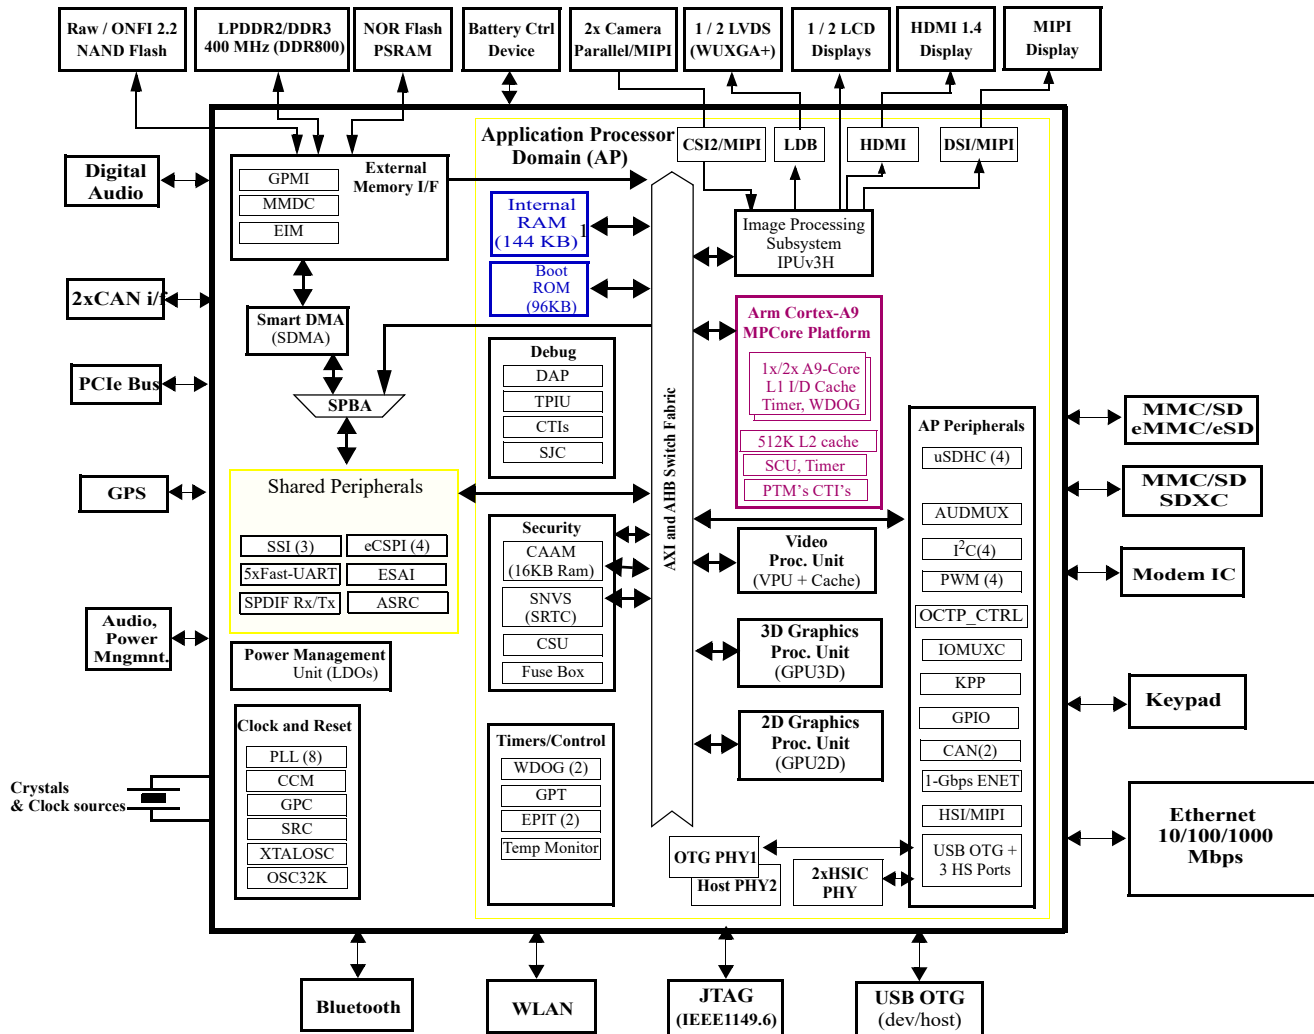 Raw / ONFI 2.2
NAND Flash
LPDDR2/DDR3
400 MHz (DDR800)
NOR Flash
PSRAM
Battery Ctrl
Device
2x Camera
Parallel/MIPI
1 / 2 LVDS
(WUXGA+)
1 / 2 LCD
Displays
HDMI 1.4
Display
MIPI
Display
Digital
Audio
2xCAN i/f
PCIe Bus
GPS
Audio,
Power
Mngmnt.
Crystals
& Clock sources
External
Memory I/F
GPMI
MMDC
EIM
Smart DMA
(SDMA)
SPBA
Shared Peripherals
SSI (3)
eCSPI (4)
5xFast-UART
ESAI
SPDIF Rx/Tx
ASRC
Power Management
Unit (LDOs)
Clock and Reset
PLL (8)
CCM
GPC
SRC
XTALOSC
OSC32K
Application Processor
Domain (AP)
Internal
RAM
(144 KB)
1
Boot
ROM
(96KB)
Debug
DAP
TPIU
CTIs
SJC
Security
CAAM
(16KB Ram)
SNVS
(SRTC)
CSU
Fuse Box
Timers/Control
WDOG (2)
GPT
EPIT (2)
Temp Monitor
AXI and AHB Switch Fabric
CSI2/MIPI
LDB
HDMI
DSI/MIPI
Image Processing
Subsystem
IPUv3H
Arm Cortex-A9
MPCore Platform
1x/2x A9-Core
L1 I/D Cache
Timer, WDOG
512K L2 cache
SCU, Timer
PTM's CTI's
Video
Proc. Unit
(VPU + Cache)
3D Graphics
Proc. Unit
(GPU3D)
2D Graphics
Proc. Unit
(GPU2D)
OTG PHY1
Host PHY2
2xHSIC
PHY
AP Peripherals
uSDHC (4)
AUDMUX
I2C(4)
PWM (4)
OCTP_CTRL
IOMUXC
KPP
GPIO
CAN(2)
1-Gbps ENET
HSI/MIPI
USB OTG +
3 HS Ports
MMC/SD
eMMC/eSD
MMC/SD
SDXC
Modem IC
Keypad
Ethernet
10/100/1000
Mbps
Bluetooth
WLAN
JTAG
(IEEE1149.6)
USB OTG
(dev/host)